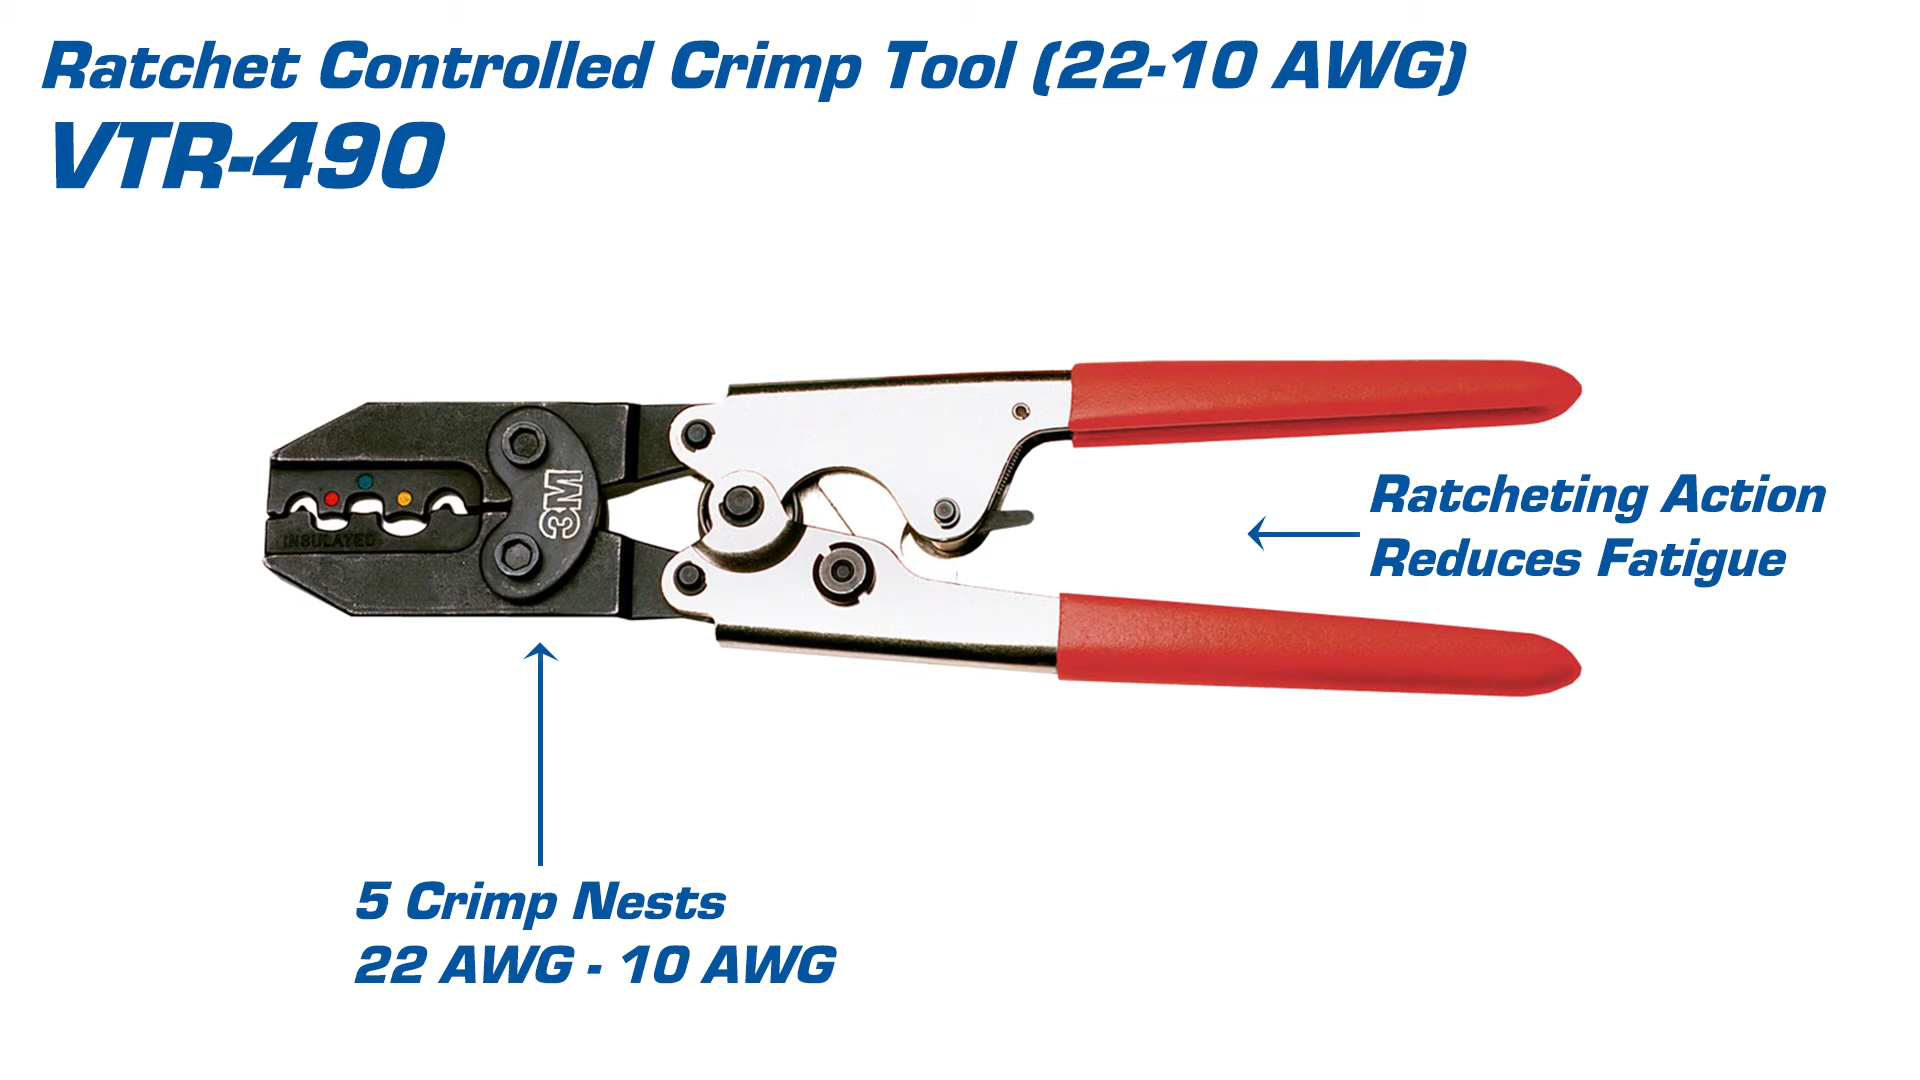 Ratchet Controlled Crimp Tool (22-10 AWG)
VTR-490
3M
INSULATED
Ratcheting Action
Reduces Fatigue
5 Crimp Nests
22 AWG - 10 AWG